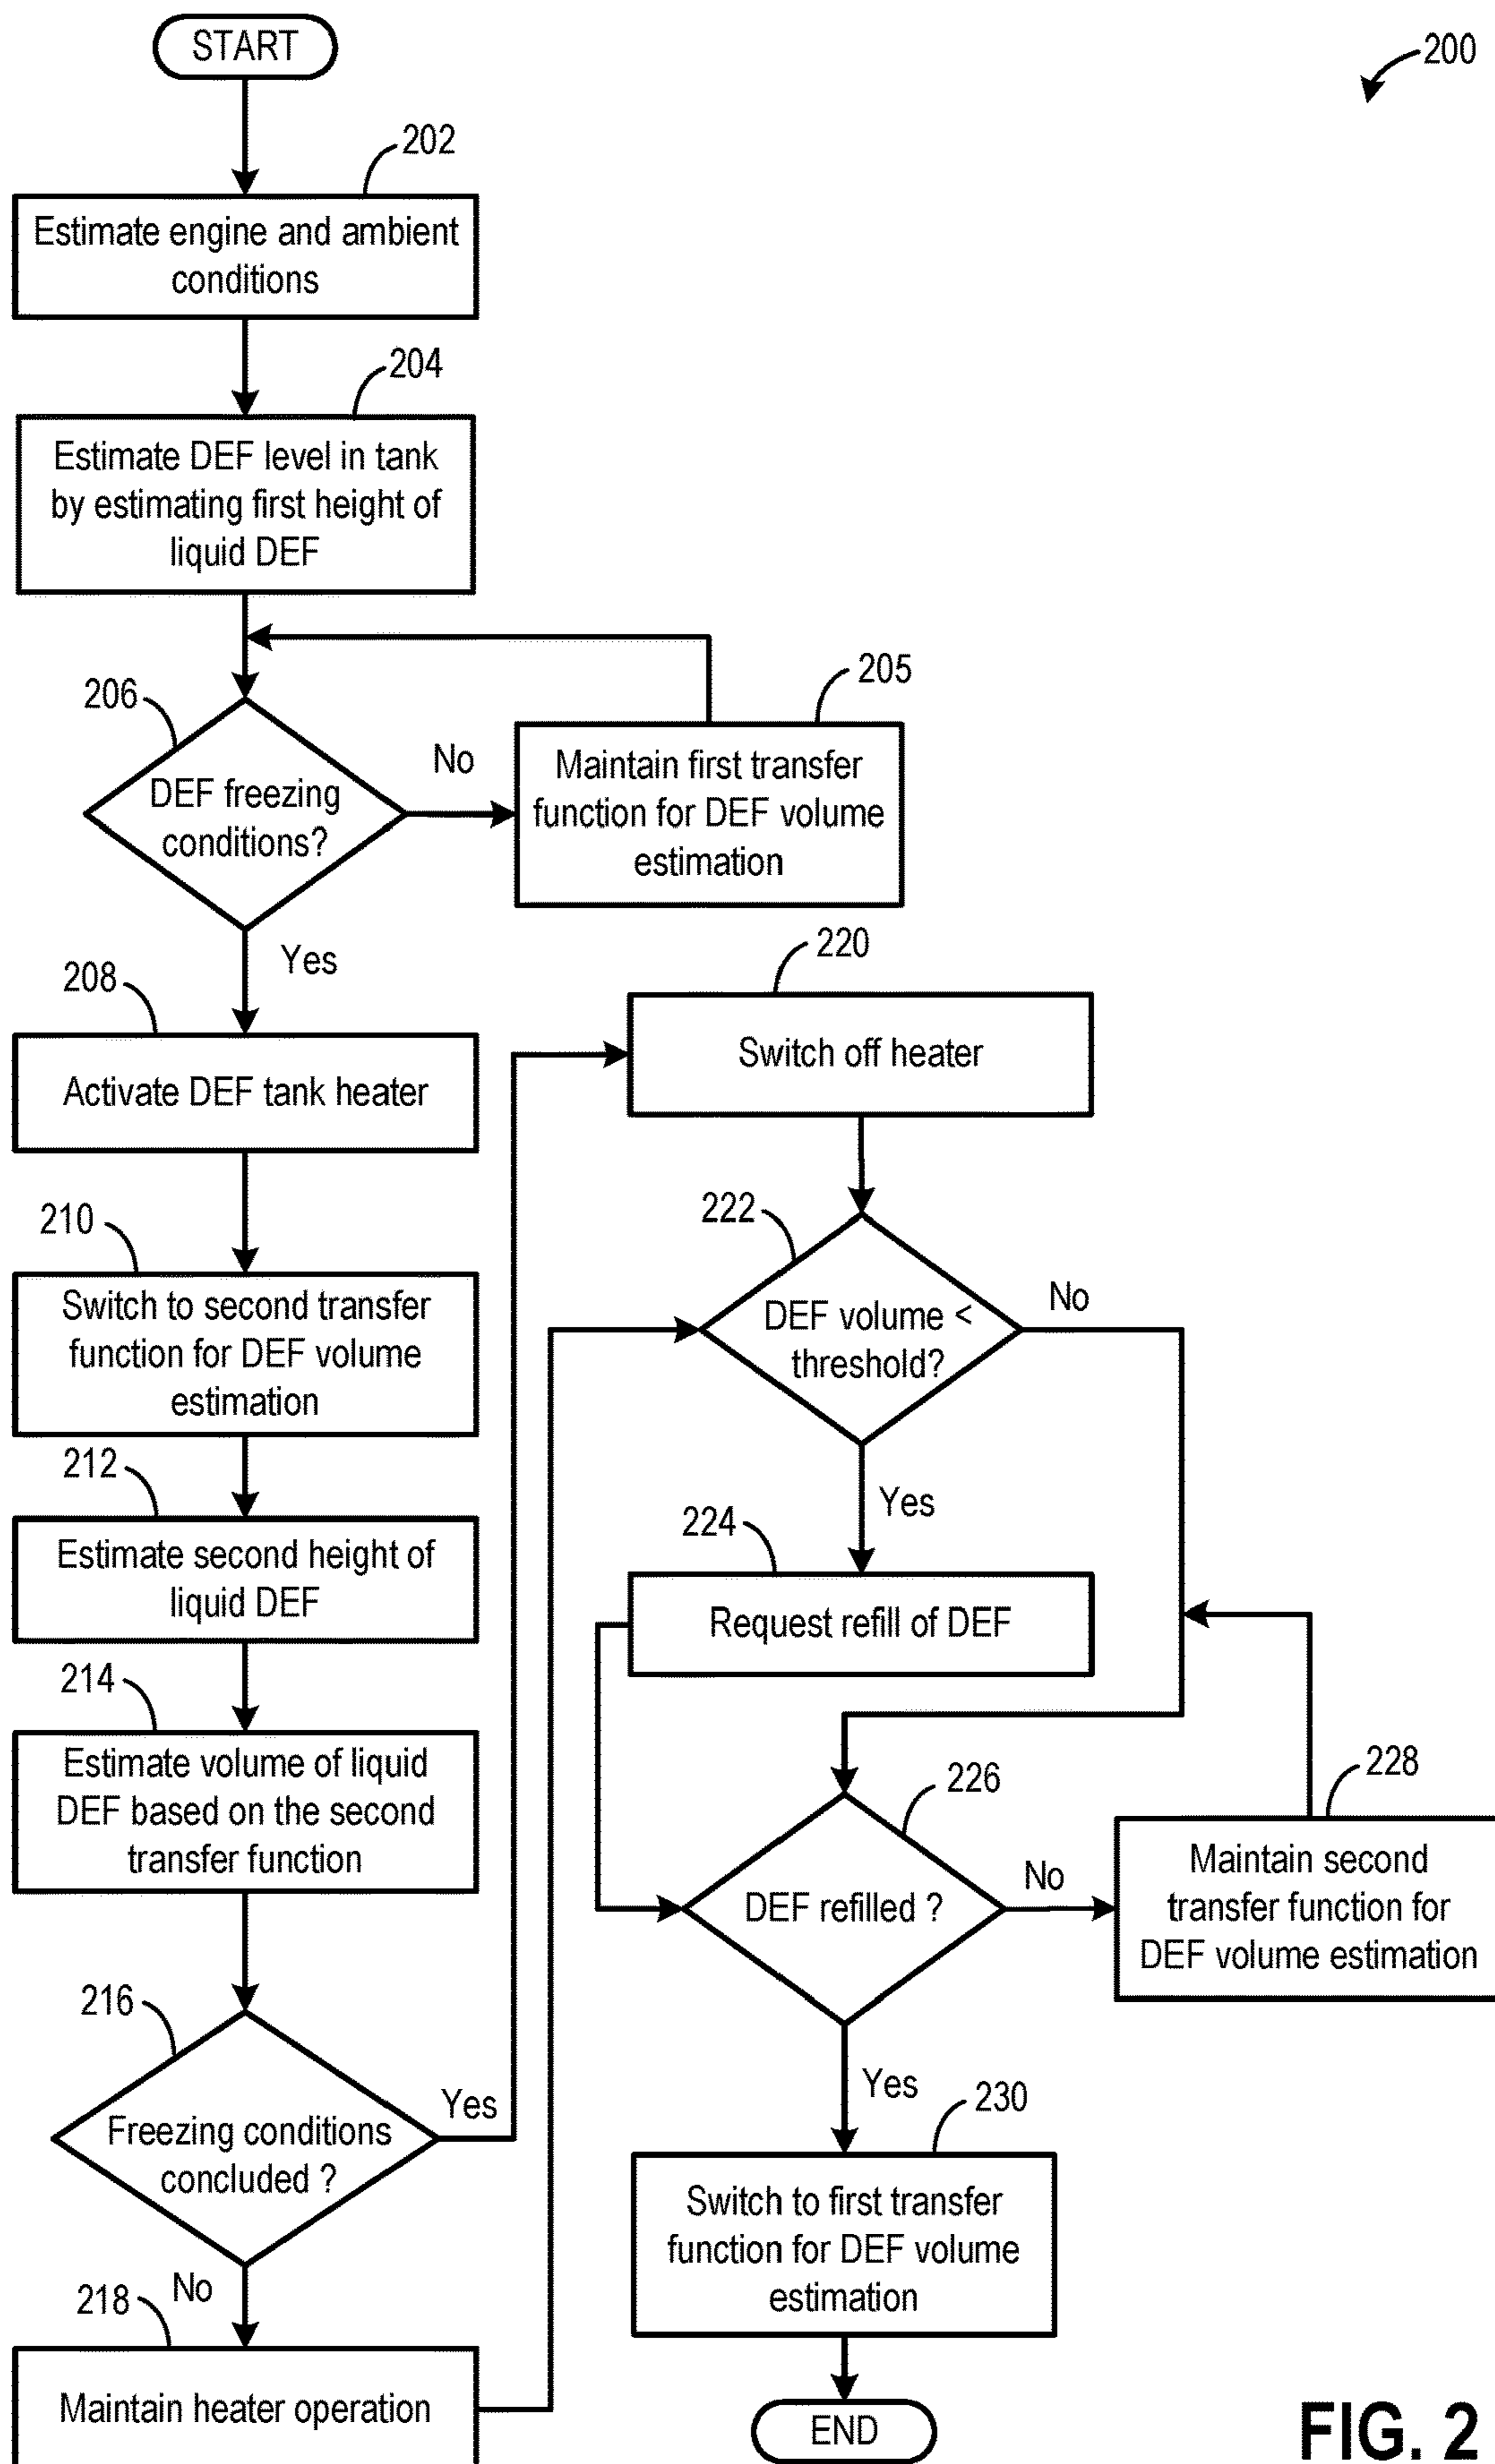 START
200
202
Estimate engine and ambient
conditions
204
Estimate DEF level in tank
by estimating first height of
liquid DEF
205
206
No
Maintain first transfer
function for DEF volume
estimation
DEF freezing
conditions?
Yes
208
Activate DEF tank heater
220
Switch off heater
210
Switch to second transfer
function for DEF volume
estimation
222
DEF volume <
threshold?
No
Yes
212
Estimate second height of
liquid DEF
224
Request refill of DEF
214
Estimate volume of liquid
DEF based on the second
transfer function
226
DEF refilled ?
No
228
Maintain second
transfer function for
DEF volume estimation
216
Freezing conditions
concluded ?
Yes
Yes
230
Switch to first transfer
function for DEF volume
estimation
No
218
Maintain heater operation
END
FIG. 2